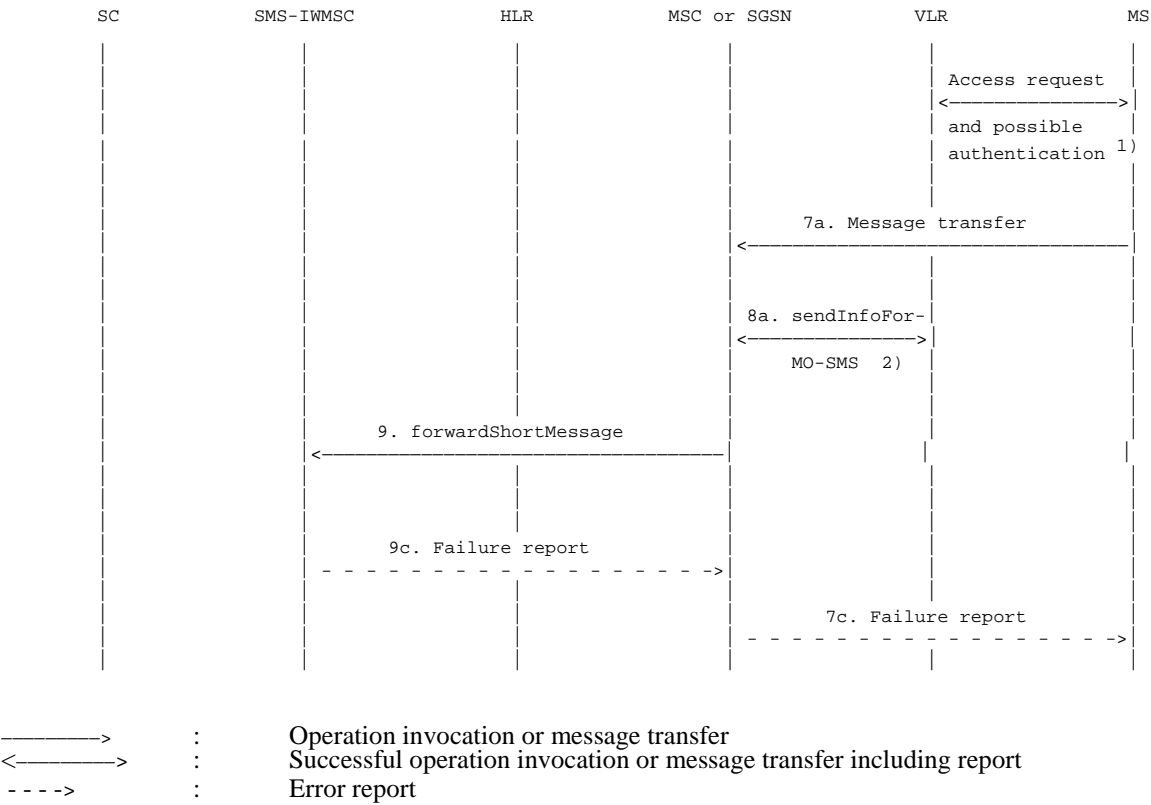 SC SMS-IWMSC HLR MSC or SGSN VLR MS
Access request
and possible
authentication 1)
7a. Message transfer
8a. sendInfoFor-
MO-SMS 2)
9. forwardShortMessage
9c. Failure report
7c. Failure report
: Operation invocation or message transfer
: Successful operation invocation or message transfer including report
: Error report